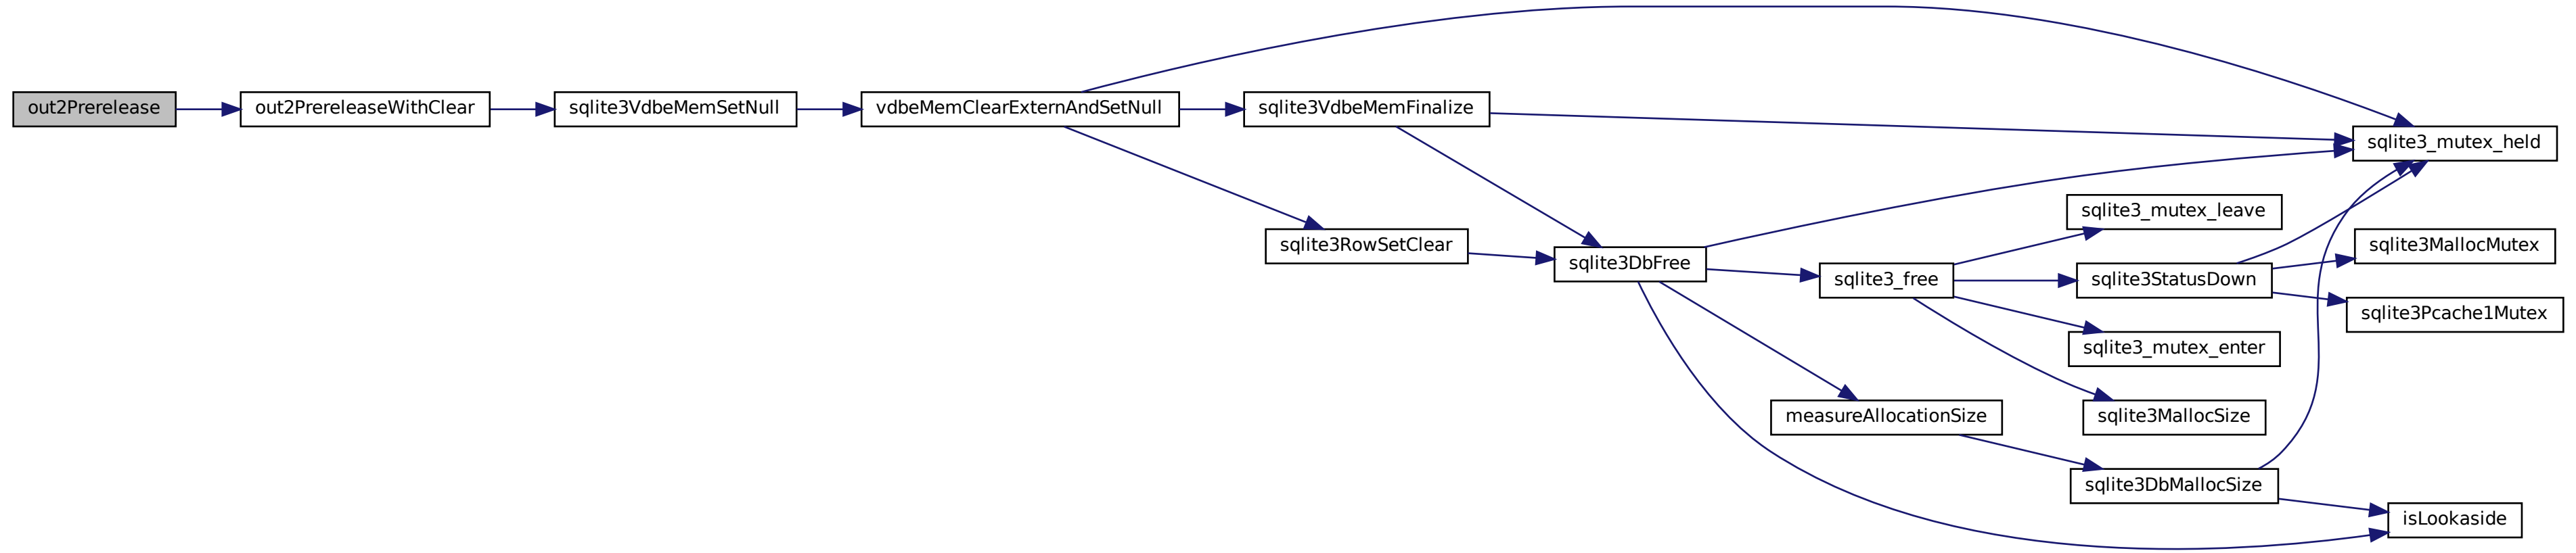 out2Prerelease
out2PrereleaseWithClear
sqlite3VdbeMemSetNull
vdbeMemClearExternAndSetNull
sqlite3VdbeMemFinalize
sqlite3_mutex_held
sqlite3_mutex_leave
sqlite3RowSetClear
sqlite3MallocMutex
sqlite3DbFree
sqlite3_free
sqlite3StatusDown
sqlite3Pcache1Mutex
sqlite3_mutex_enter
measureAllocationSize
sqlite3MallocSize
sqlite3DbMallocSize
isLookaside